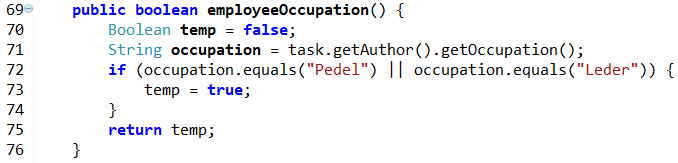 69 public boolean employeeOccupation() {
70 Boolean temp = false;
71 String occupation = task.getAuthor().getOccupation();
72 if (occupation.equals("Pedel") || occupation.equals("Leder")) {
73 temp = true;
74 }
75 return temp;
76 }